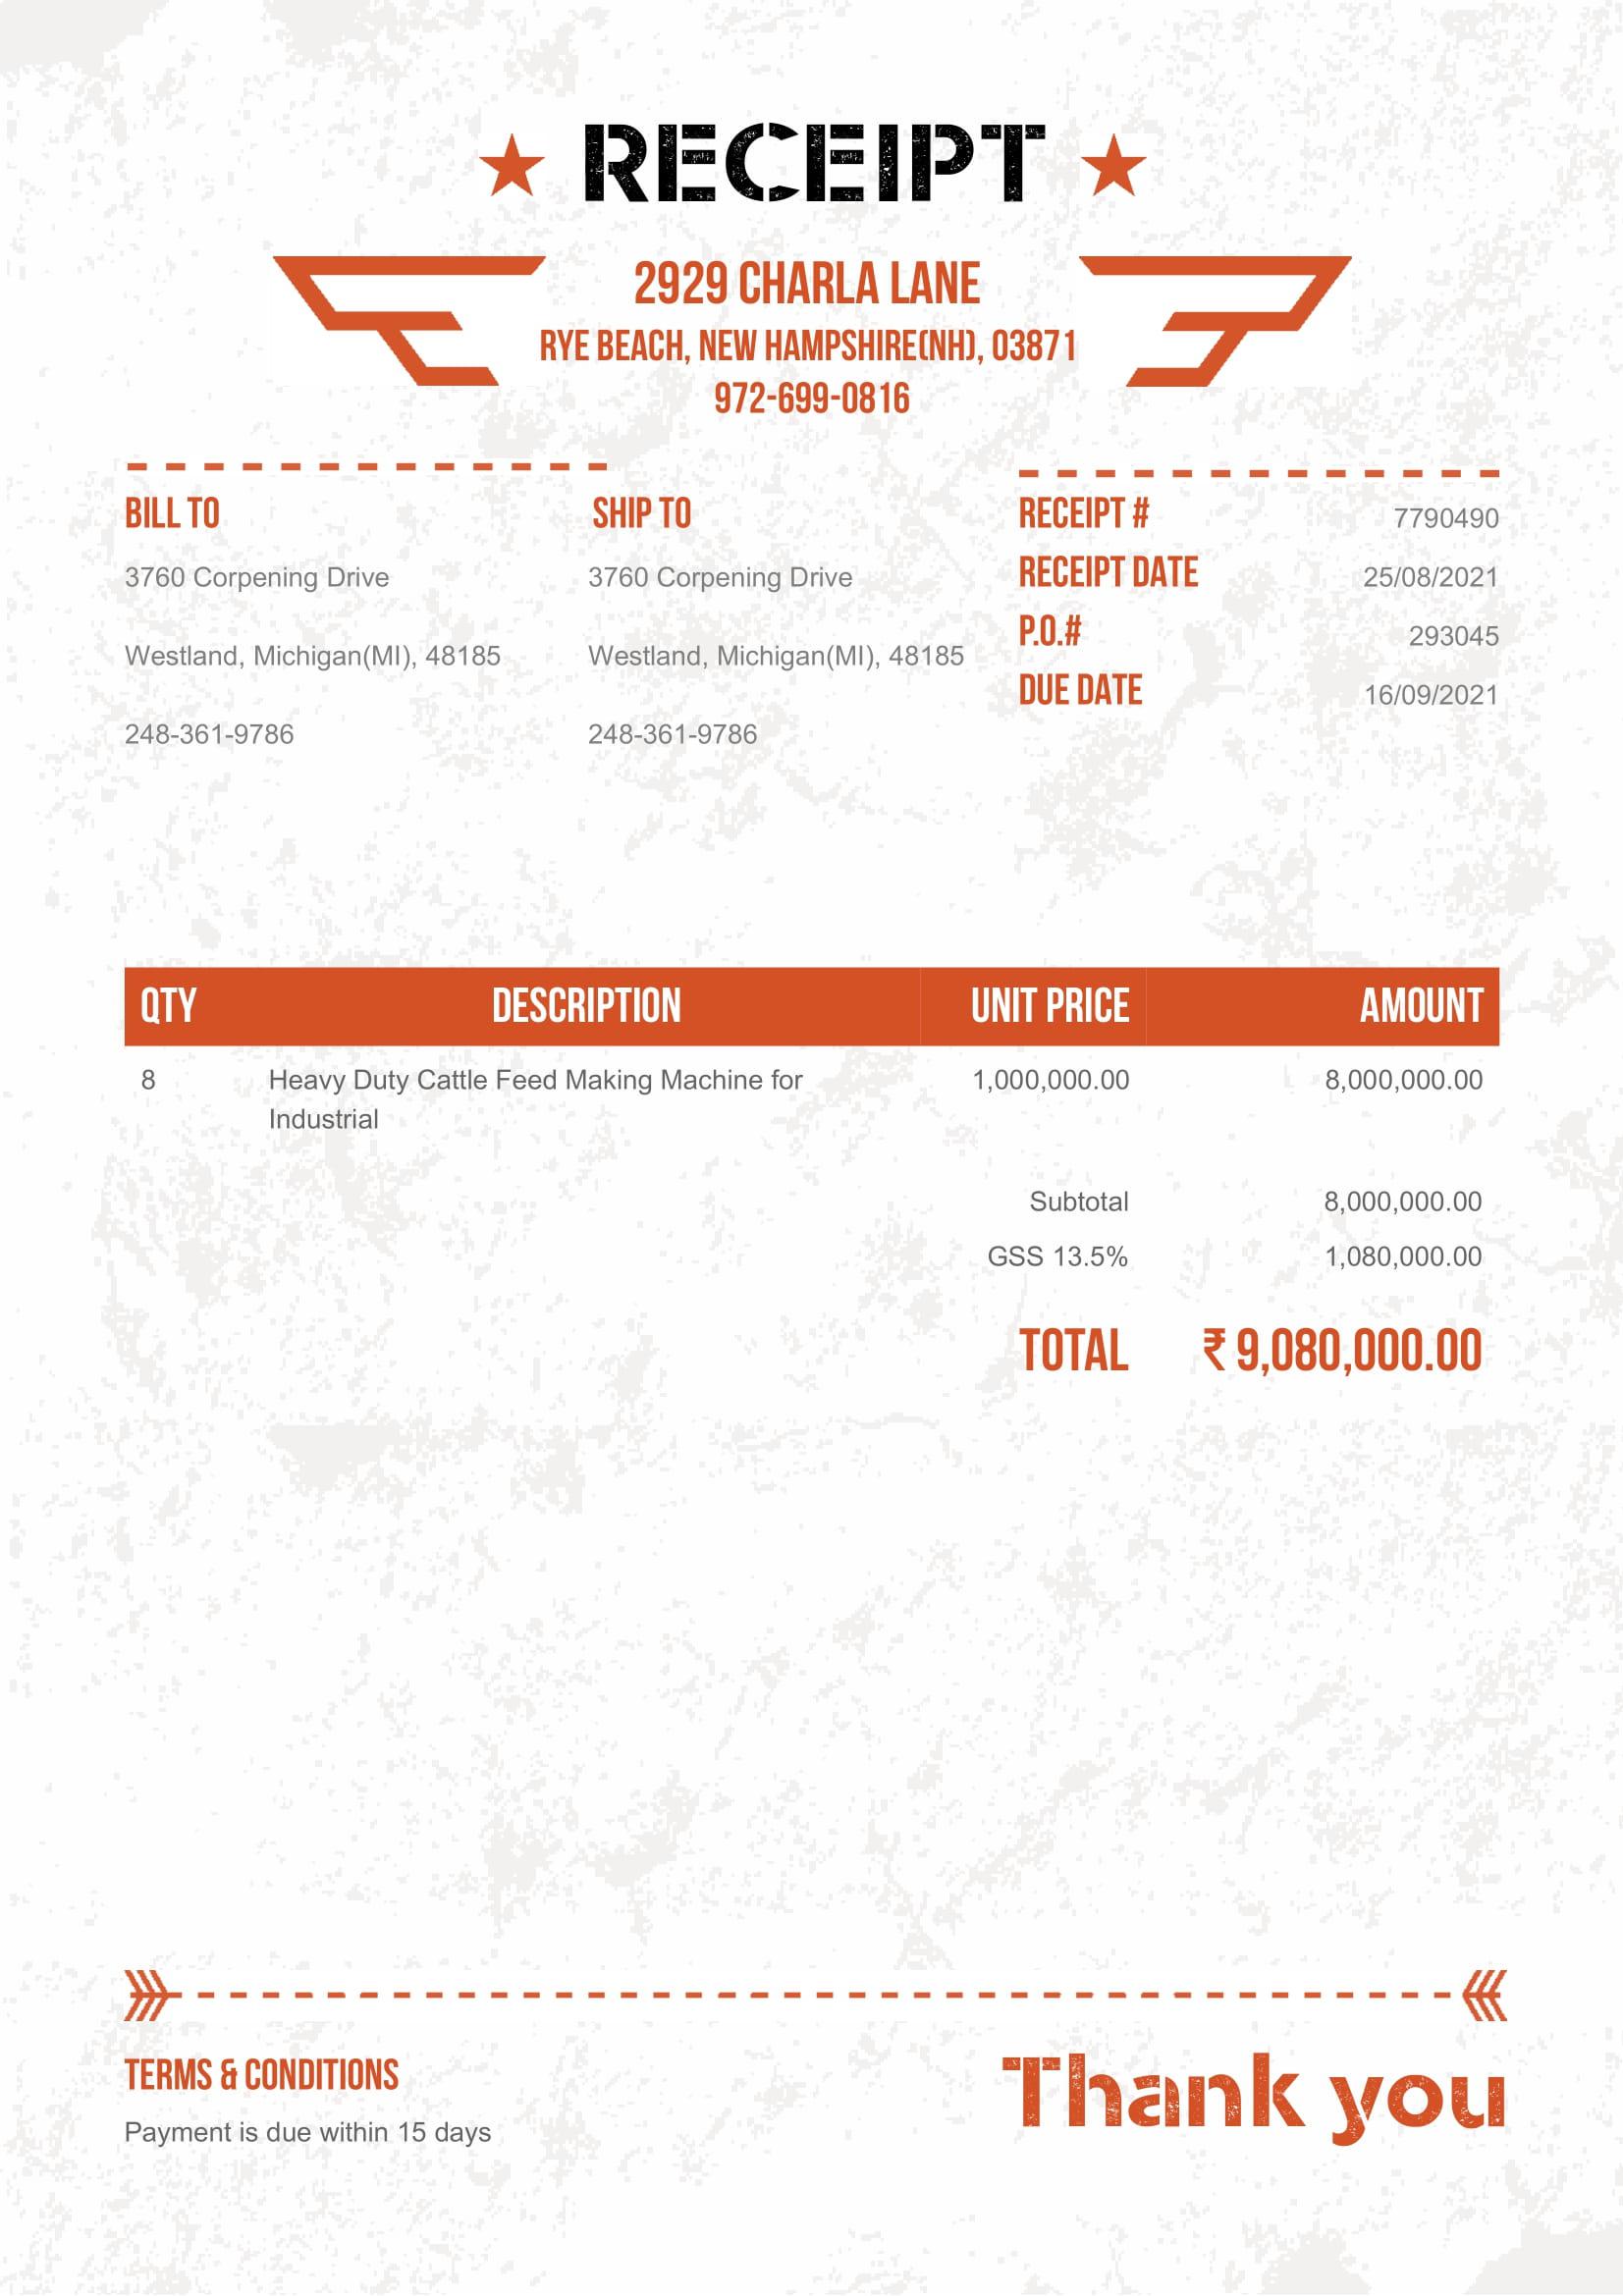 RECEIPT
2929 CHARLA LANE
RYE BEACH, NEW HAMPSHIRE(NH), 03871
972-699-0816
BILL TO
3760 Corpening Drive
Westland, Michigan(MI), 48185
248-361-9786
SHIP TO
3760 Corpening Drive
Westland, Michigan(MI), 48185
248-361-9786
RECEIPT # 7790490
RECEIPT DATE 25/08/2021
P.O.# 293045
DUE DATE 16/09/2021
QTY DESCRIPTION UNIT PRICE AMOUNT
8 Heavy Duty Cattle Feed Making Machine for 1,000,000.00 8,000,000.00
Industrial
Subtotal 8,000,000.00
GSS 13.5% 1,080,000.00
TOTAL ₹ 9,080,000.00
TERMS & CONDITIONS
Payment is due within 15 days
Thank you